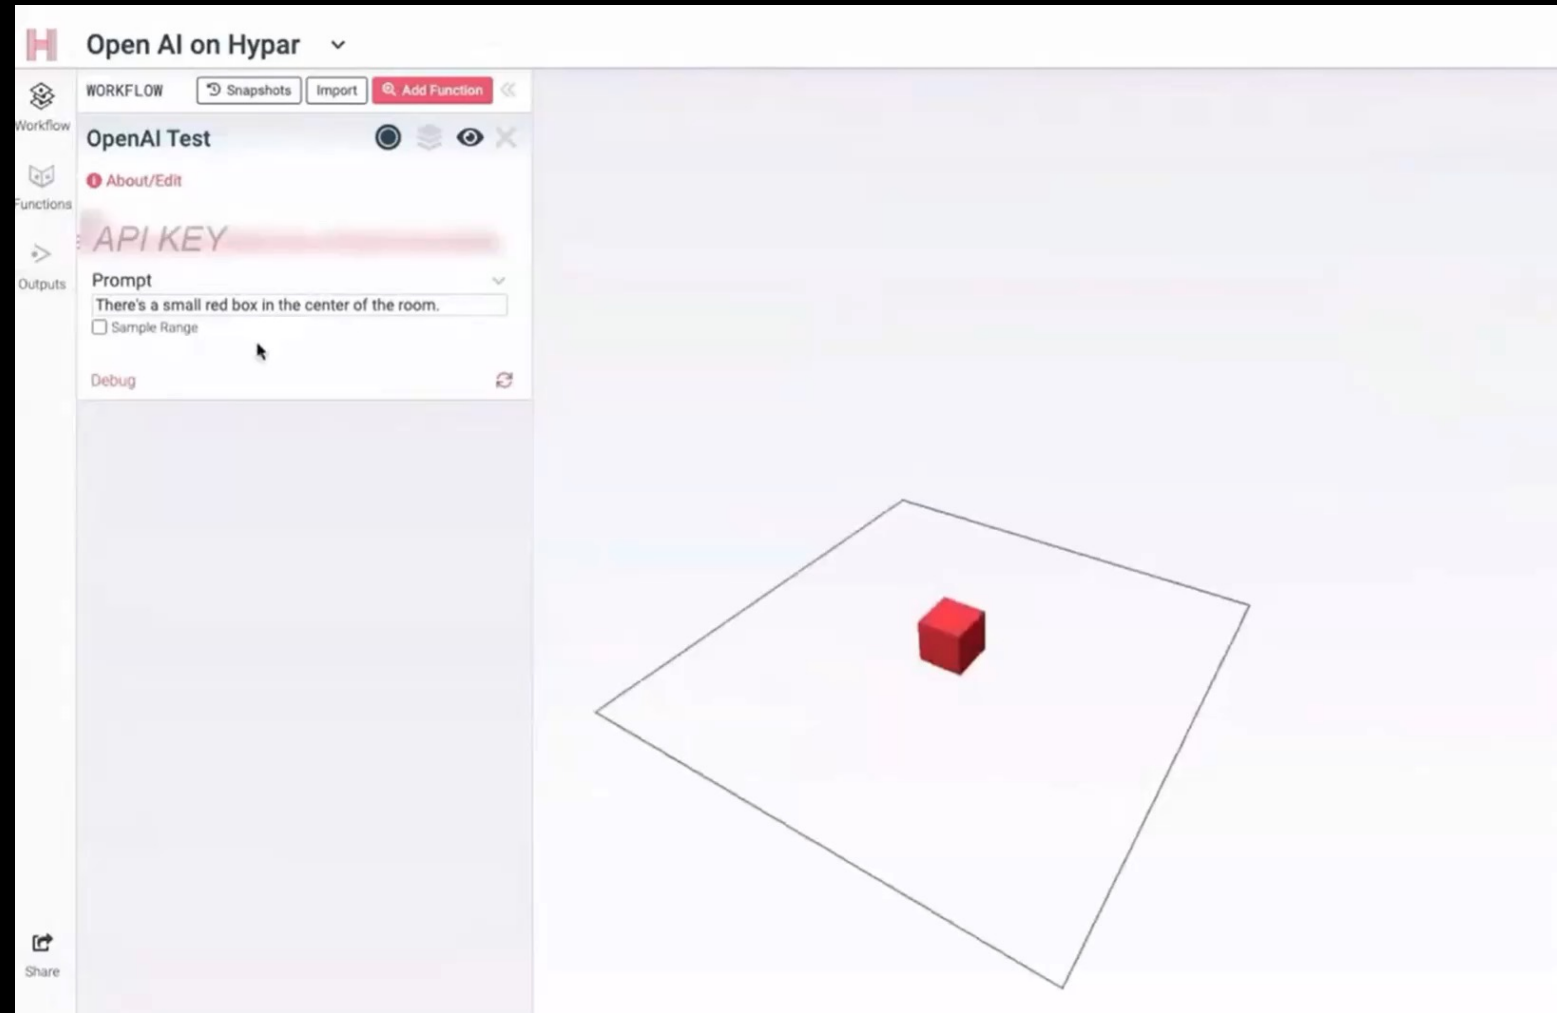 H Open AI on Hypar
WORKFLOW Snapshots Import Add Function
Workflow
OpenAI Test
About/Edit
Functions
API KEY
Outputs
Prompt
There's a small red box in the center of the room.
Sample Range
Debug
Share